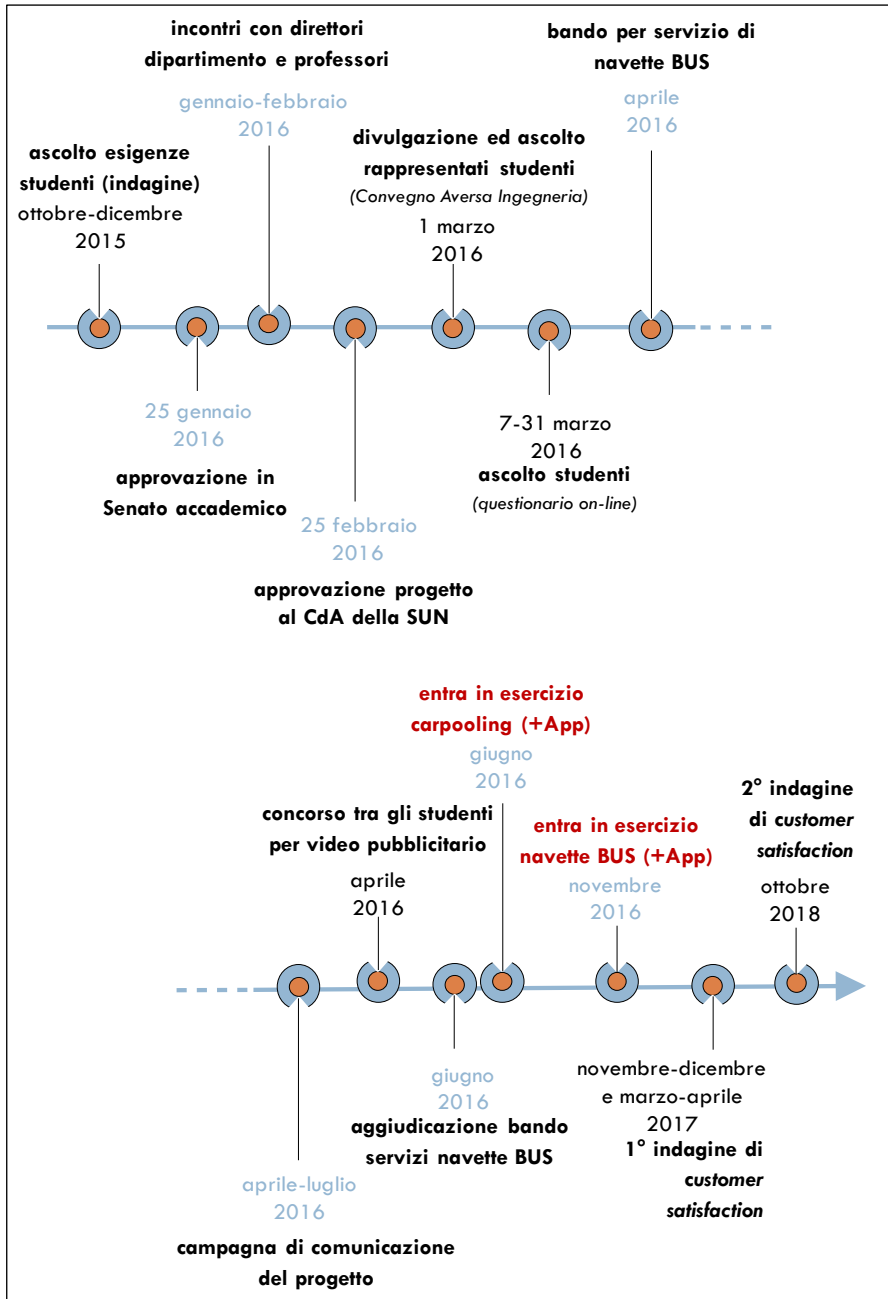 incontri con direttori
dipartimento e professori
gennaio-febbraio
2016
bando per servizio di
navette BUS
aprile
2016
ascolto esigenze
studenti (indagine)
ottobre-dicembre
2015
divulgazione ed ascolto
rappresentati studenti
(Convegno Aversa Ingegneria)
1 marzo
2016
25 gennaio
2016
approvazione in
Senato accademico
25 febbraio
2016
approvazione progetto
al CdA della SUN
7-31 marzo
2016
ascolto studenti
(questionario on-line)
entra in esercizio
carpooling (+App)
giugno
2016
concorso tra gli studenti
per video pubblicitario
aprile
2016
entra in esercizio
navette BUS (+App)
novembre
2016
2° indagine
di customer
satisfaction
ottobre
2018
aprile-luglio
2016
campagna di comunicazione
del progetto
giugno
2016
aggiudicazione bando
servizi navette BUS
novembre-dicembre
e marzo-aprile
2017
1° indagine di
customer
satisfaction